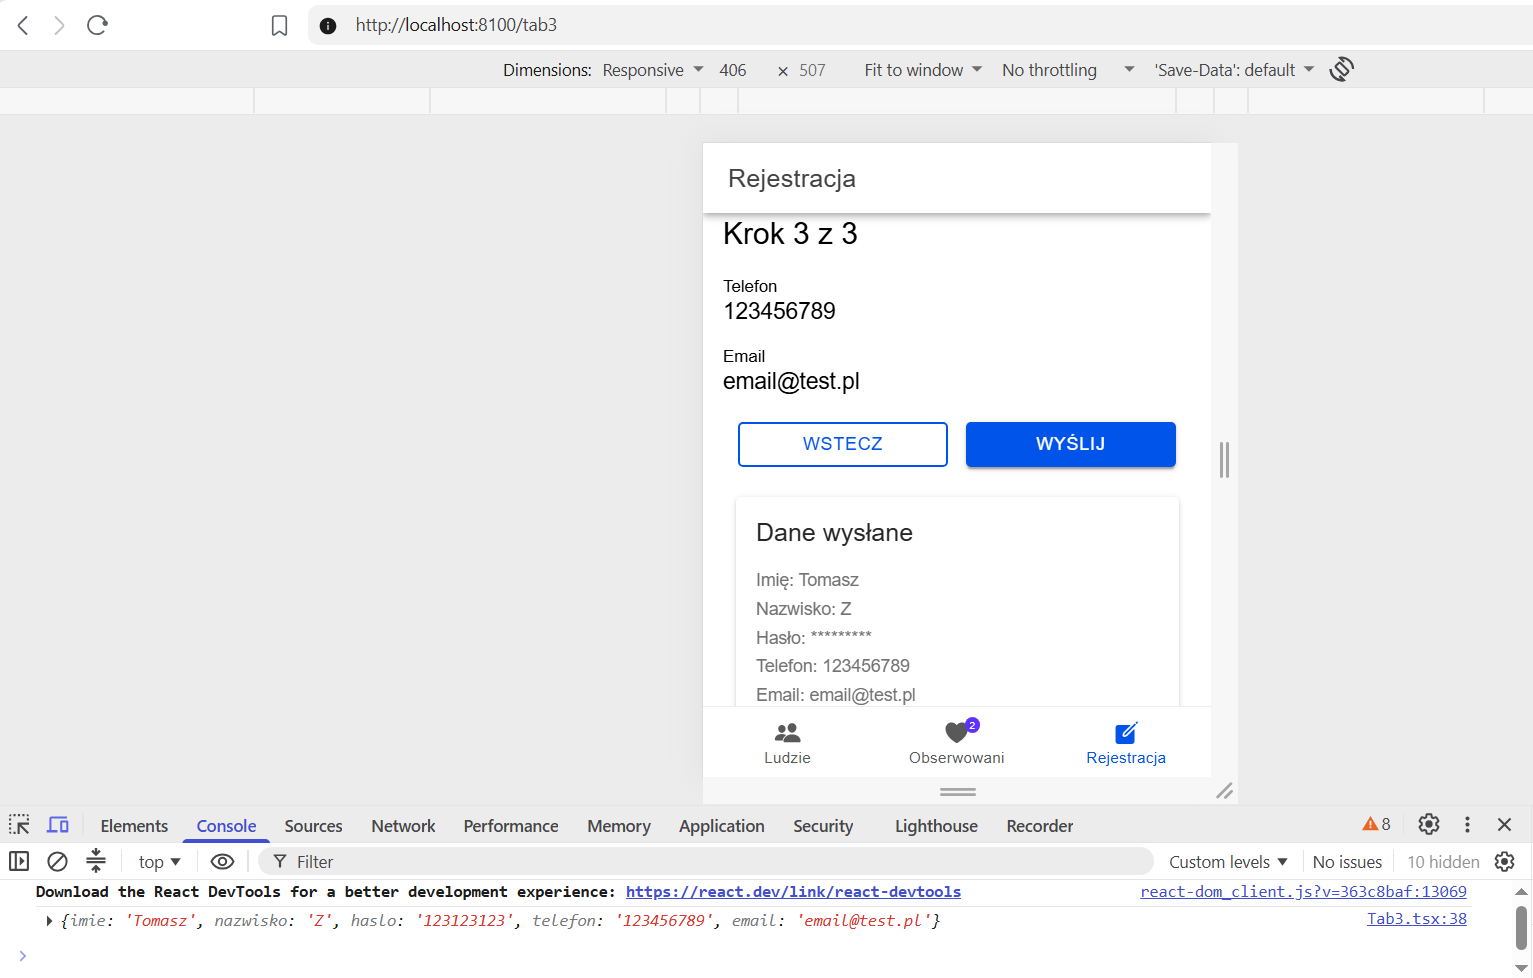 http://localhost:8100/tab3
Dimensions: Responsive 406 × 507 Fit to window No throttling 'Save-Data': default
Rejestracja
Krok 3 z 3
Telefon
123456789
Email
email@test.pl
WSTECZ WYŚLIJ
Dane wysłane
Imię: Tomasz
Nazwisko: Z
Hasło: *********
Telefon: 123456789
Email: email@test.pl
2
Ludzie Obserwowani Rejestracja
Elements Console Sources Network Performance Memory Application Security Lighthouse Recorder 8
top Filter Custom levels No issues 10 hidden
Download the React DevTools for a better development experience: https://react.dev/link/react-devtools react-dom_client.js?v=363c8baf:13069
{imie: 'Tomasz', nazwisko: 'Z', haslo: '123123123', telefon: '123456789', email: 'email@test.pl'} Tab3.tsx:38